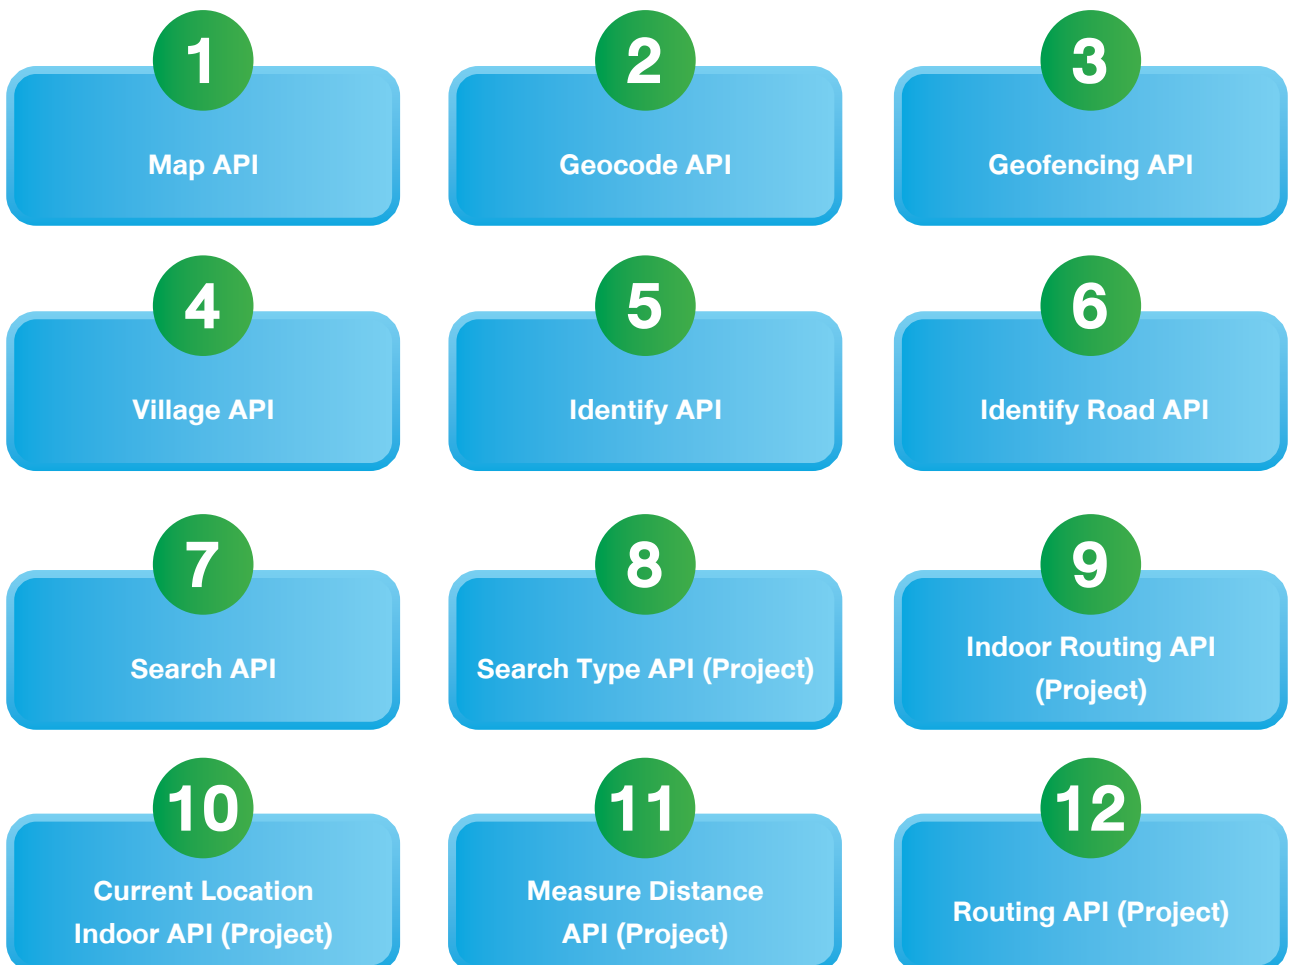 1
Map API
2
Geocode API
3
Geofencing API
4
Village API
5
Identify API
6
Identify Road API
7
Search API
8
Search Type API (Project)
9
Indoor Routing API
(Project)
10
Current Location
Indoor API (Project)
11
Measure Distance
API (Project)
12
Routing API (Project)